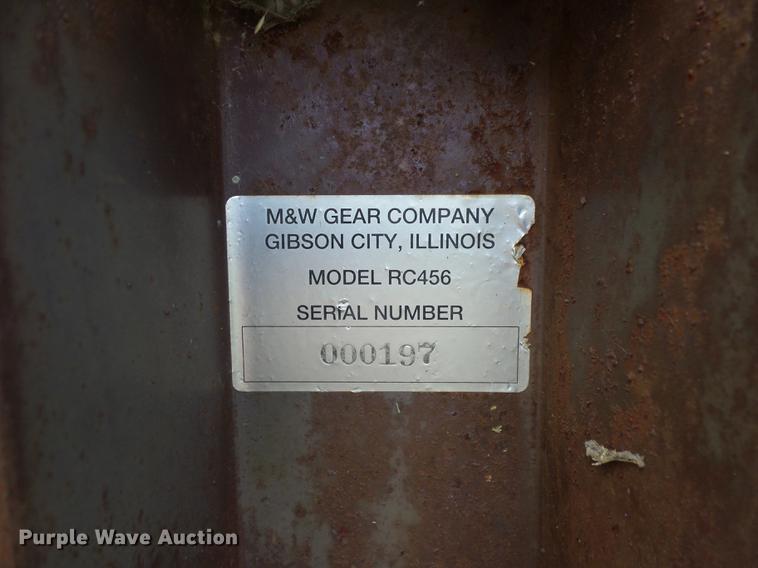 M&W GEAR COMPANY
GIBSON CITY, ILLINOIS
MODEL RC456
SERIAL NUMBER
000197
Purple Wave Auction